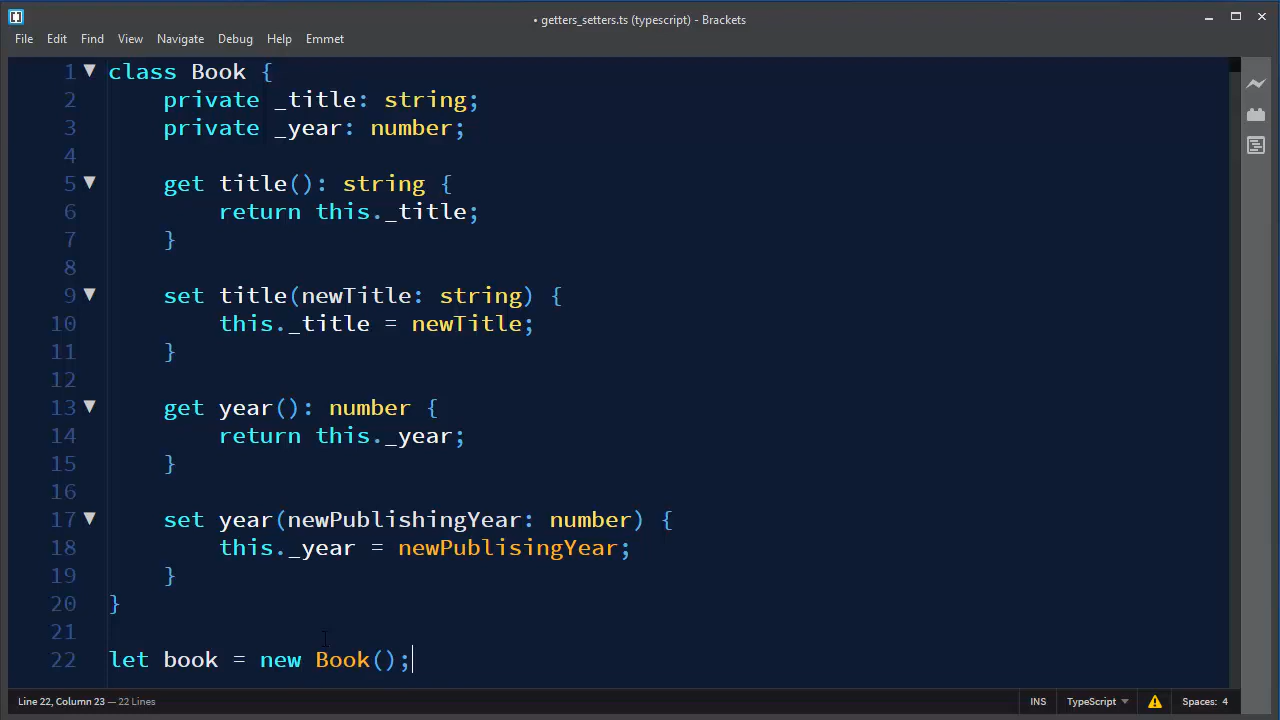 • getters_setters.ts (typescript) - Brackets
File Edit Find View Navigate Debug Help Emmet
1 class Book {
2     private _title: string;
3     private _year: number;
4
5     get title(): string {
6         return this._title;
7     }
8
9     set title(newTitle: string) {
10         this._title = newTitle;
11     }
12
13     get year(): number {
14         return this._year;
15     }
16
17     set year(newPublishingYear: number) {
18         this._year = newPublisingYear;
19     }
20 }
21
22 let book = new Book();
Line 22, Column 23 — 22 Lines INS TypeScript Spaces: 4